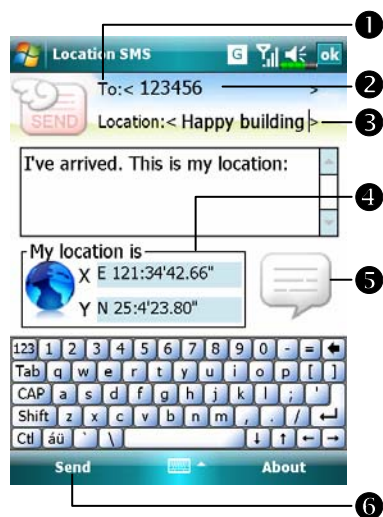 1
Location SMS G ok
To:< 123456 > 2
SEND Location:< Happy building > 3
I've arrived. This is my location:
4
My location is
X E 121:34'42.66"
5
Y N 25:4'23.80"
123 1 2 3 4 5 6 7 8 9 0 - = ←
Tab q w e r t y u i o p [ ]
CAP a s d f g h j k l ; '
Shift z x c v b n m , . / ↵
Ctl áü ` \ ↓ ↑ ← →
Send About
6